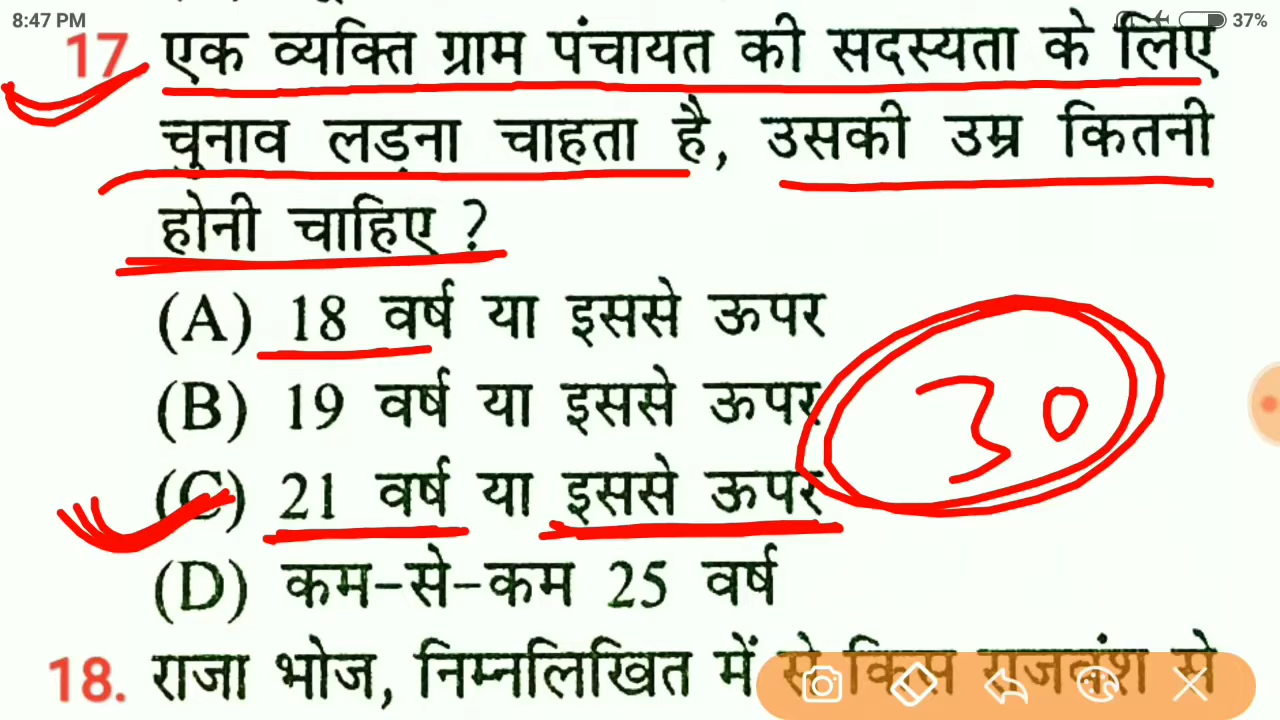 8:47 PM 37%
17 एक व्यक्ति ग्राम पंचायत की सदस्यता के लिए
चुनाव लड़ना चाहता है, उसकी उम्र कितनी
होनी चाहिए ?
(A) 18 वर्ष या इससे ऊपर
(B) 19 वर्ष या इससे ऊपर
30
(C) 21 वर्ष या इससे ऊपर
(D) कम-से-कम 25 वर्ष
18. राजा भोज, निम्नलिखित में से किस राजवंश से